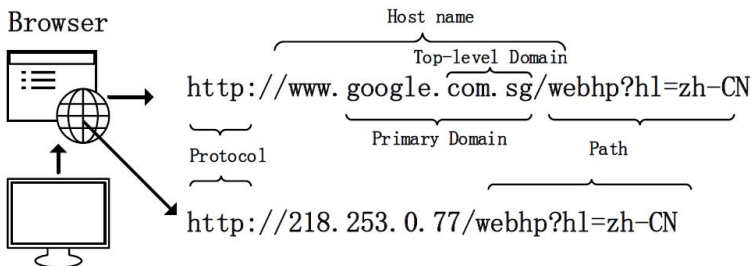 Browser
Host name
Top-level Domain
http://www.google.com.sg/webhp?hl=zh-CN
Protocol
Primary Domain
Path
http://218.253.0.77/webhp?hl=zh-CN